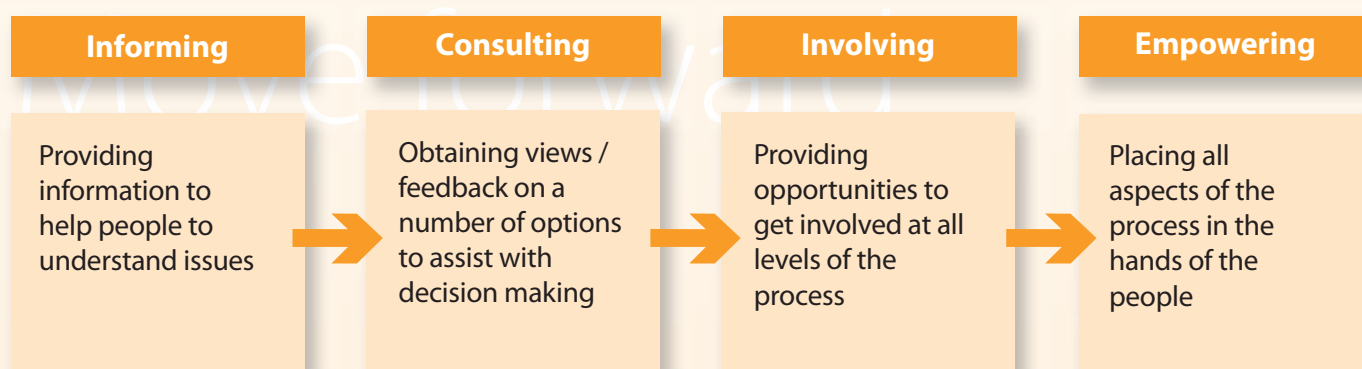 Move forward
Informing
Providing
information to
help people to
understand issues
Consulting
Obtaining views /
feedback on a
number of options
to assist with
decision making
Involving
Providing
opportunities to
get involved at all
levels of the
process
Empowering
Placing all
aspects of the
process in the
hands of the
people